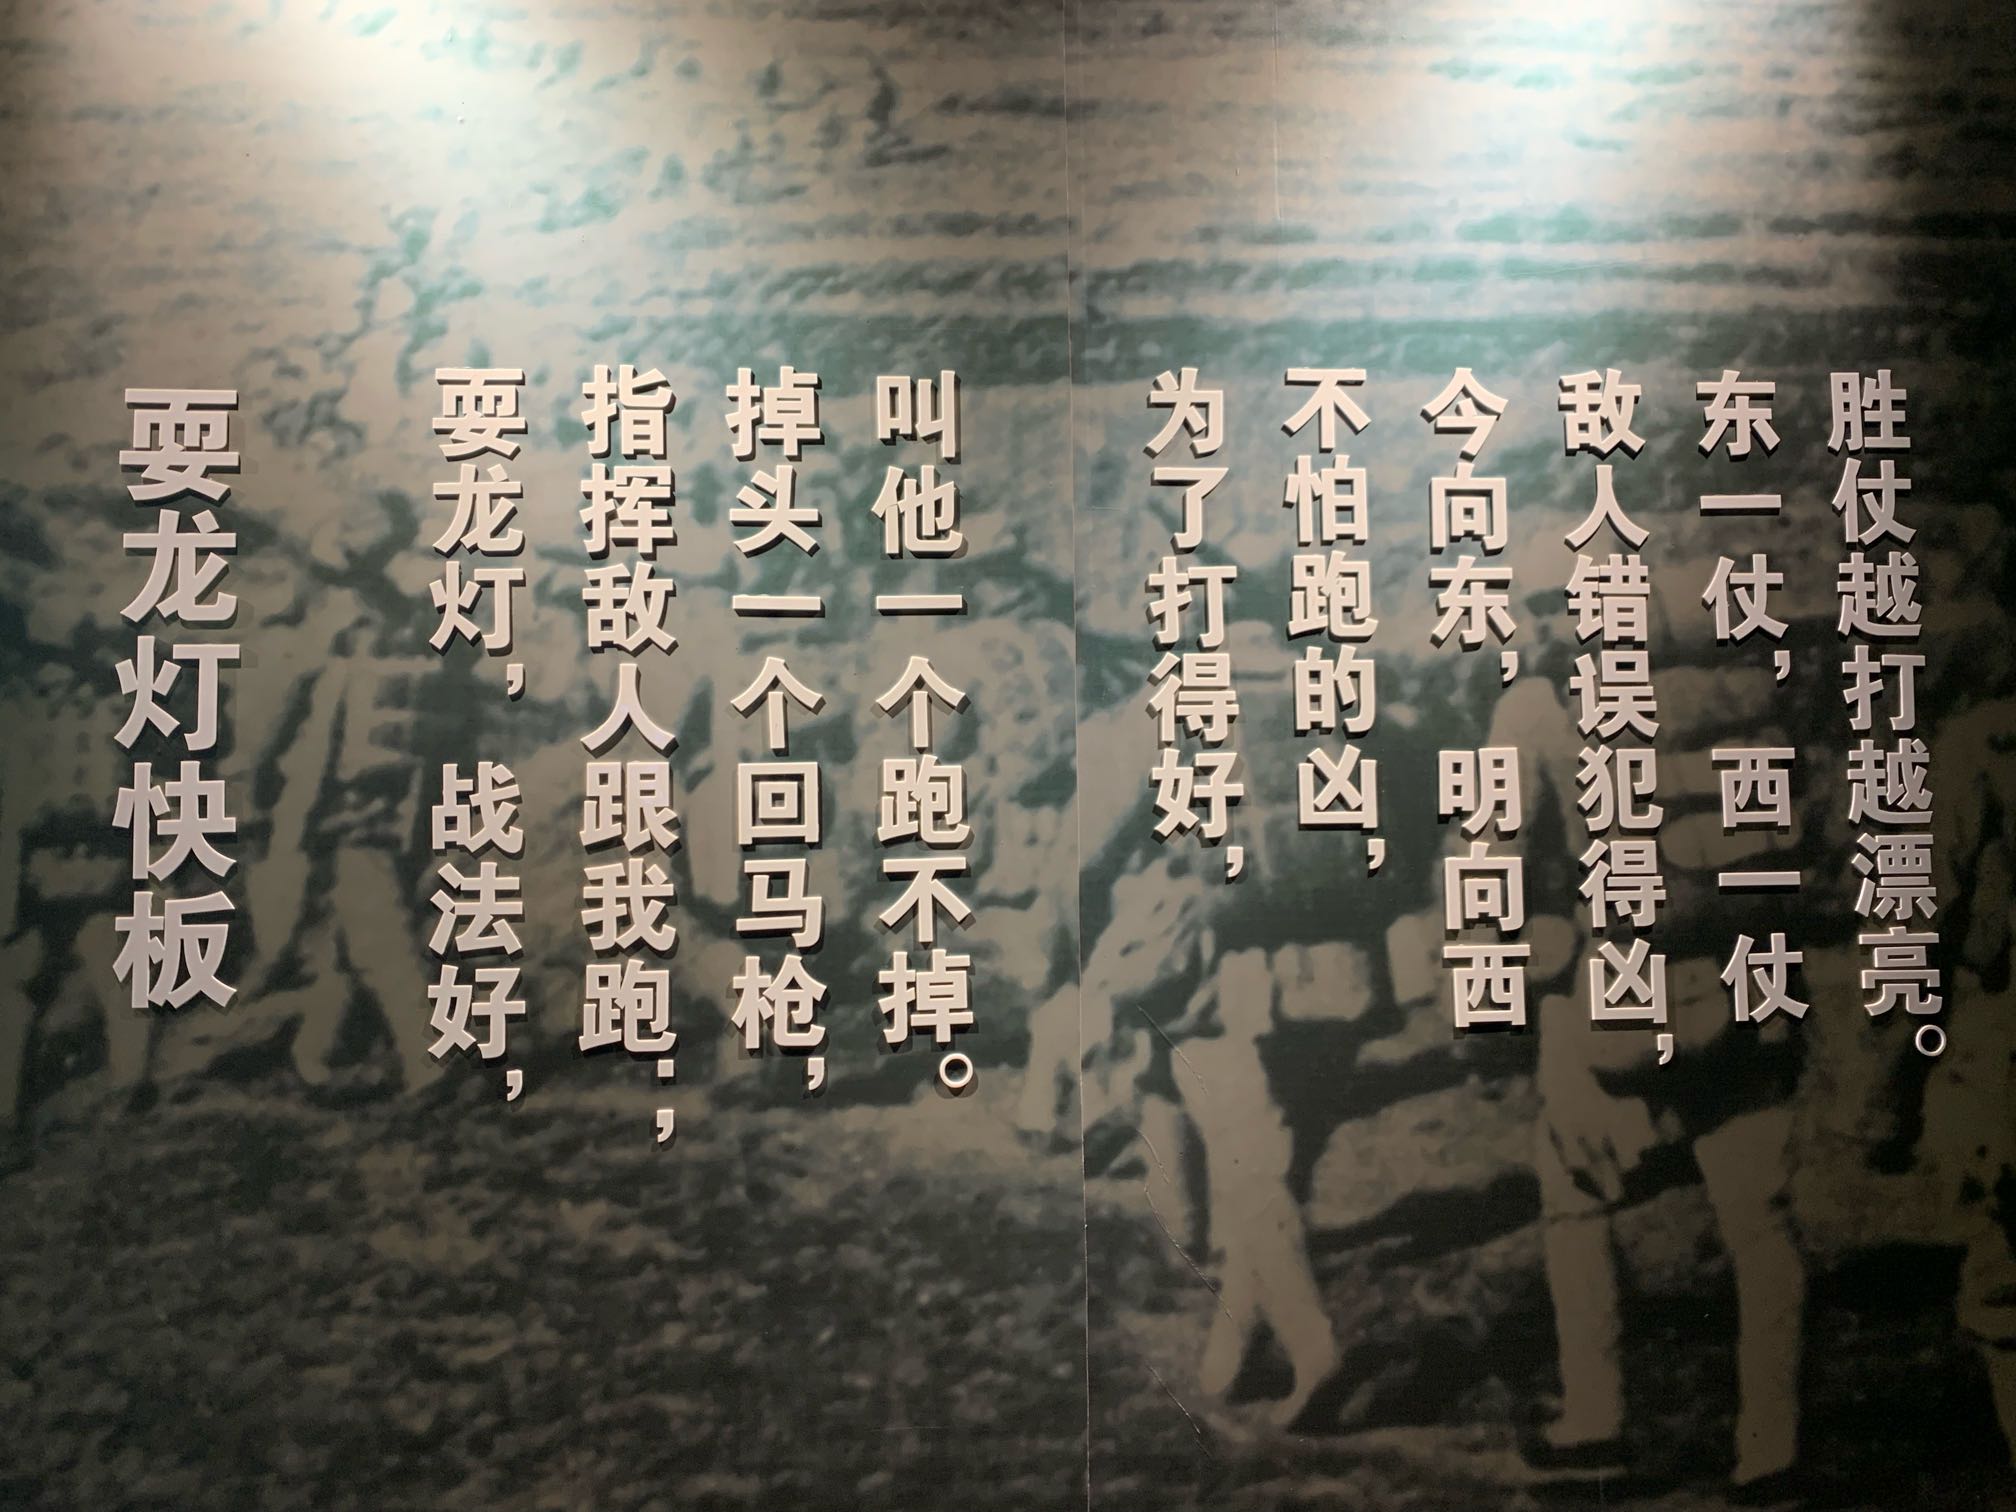 耍龙灯快板
耍龙灯，战法好，
指挥敌人跟我跑；
掉头一个回马枪，
叫他一个跑不掉。
为了打得好，
不怕跑的凶，
今向东，明向西
敌人错误犯得凶，
东一仗，西一仗
胜仗越打越漂亮。